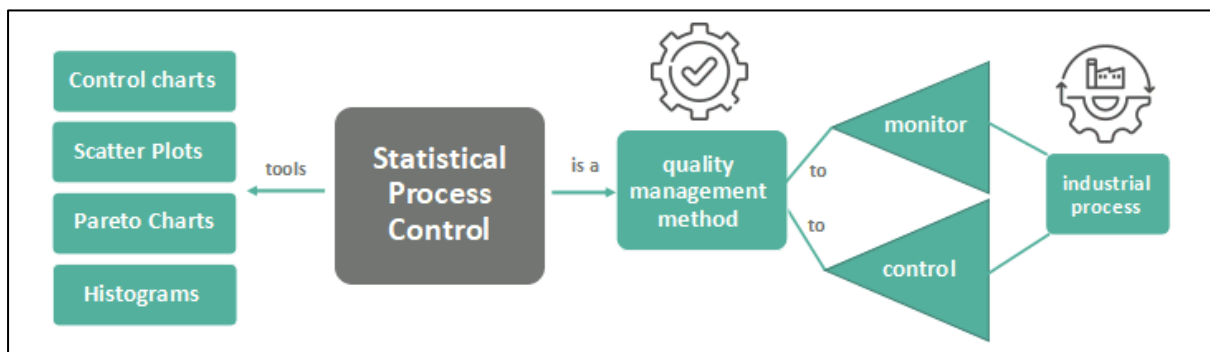 Control charts
Scatter Plots
Pareto Charts
Histograms
tools
Statistical
Process
Control
is a
quality
management
method
to
to
monitor
control
industrial
process